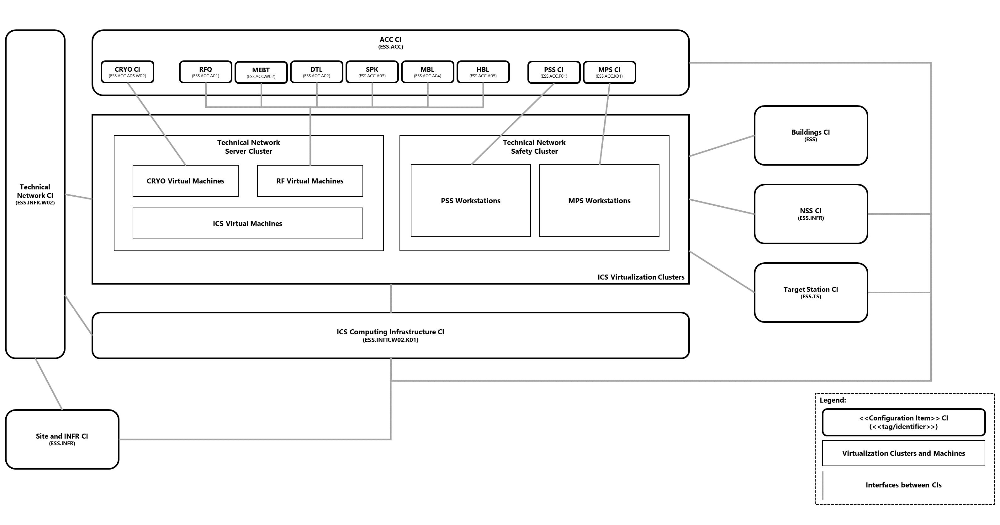 ACC CI
(ESS.ACC)
CRYO CI
(ESS.ACC.A06.W02)
RFQ
(ESS.ACC.A01)
MEBT
(ESS.ACC.W02)
DTL
(ESS.ACC.A02)
SPK
(ESS.ACC.A03)
MBL
(ESS.ACC.A04)
HBL
(ESS.ACC.A05)
PSS CI
(ESS.ACC.F01)
MPS CI
(ESS.ACC.K01)
Technical
Network CI
(ESS.INFR.W02)
Technical Network
Server Cluster
CRYO Virtual Machines
RF Virtual Machines
ICS Virtual Machines
Technical Network
Safety Cluster
PSS Workstations
MPS Workstations
ICS Virtualization Clusters
Buildings CI
(ESS)
NSS CI
(ESS.INFR)
Target Station CI
(ESS.TS)
ICS Computing Infrastructure CI
(ESS.INFR.W02.K01)
Site and INFR CI
(ESS.INFR)
Legend:
<<Configuration Item>> CI
(<<tag/identifier>>)
Virtualization Clusters and Machines
Interfaces between CIs